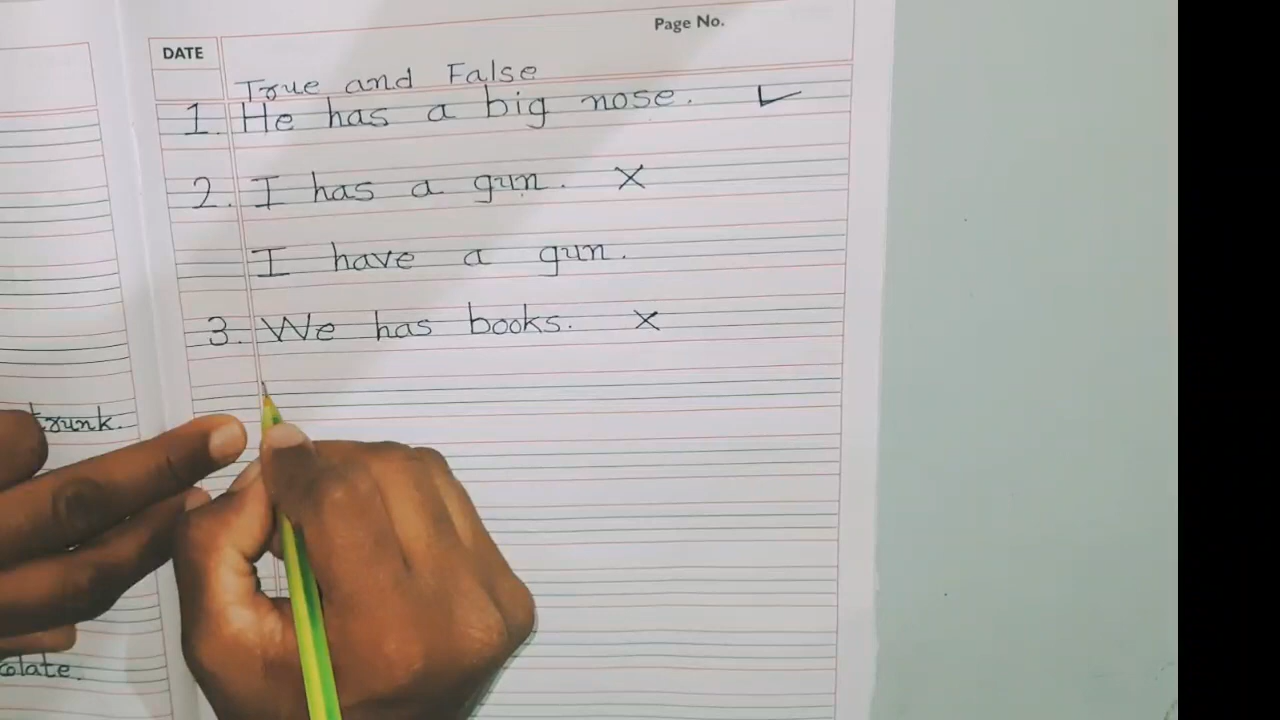 Page No.
DATE
True and False
1. He has a big nose. ✓
2. I has a gun. ✗
I have a gun.
3. We has books. ✗
trunk.